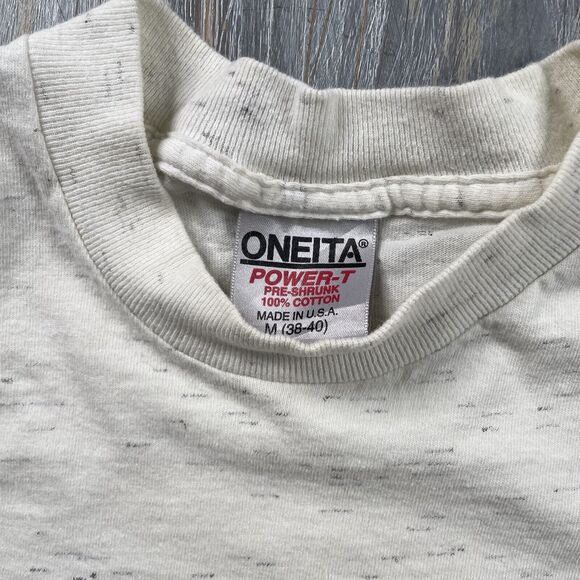 ONEITA®
POWER-T
PRE-SHRUNK
100% COTTON
MADE IN U.S.A.
M (38-40)